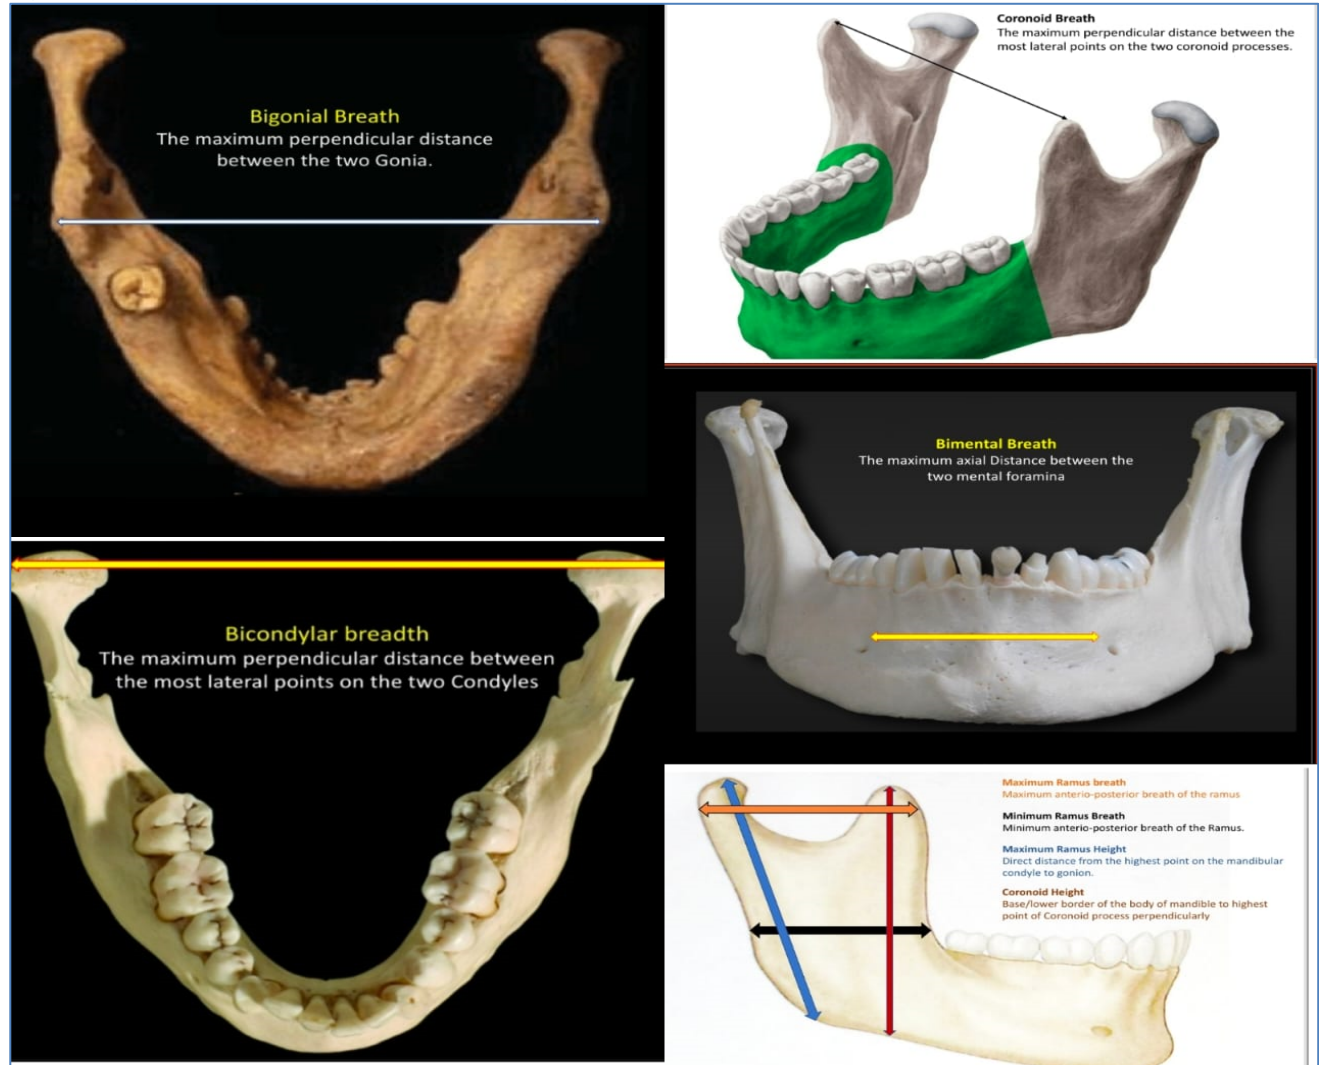 Bigonial Breath
The maximum perpendicular distance
between the two Gonia.
Coronoid Breath
The maximum perpendicular distance between the
most lateral points on the two coronoid processes.
Bimental Breath
The maximum axial Distance between the
two mental foramina
Bicondylar breadth
The maximum perpendicular distance between
the most lateral points on the two Condyles
Maximum Ramus breath
Maximum anterio-posterior breath of the ramus
Minimum Ramus Breath
Minimum anterio-posterior breath of the Ramus.
Maximum Ramus Height
Direct distance from the highest point on the mandibular
condyle to gonion.
Coronoid Height
Base/lower border of the body of mandible to highest
point of Coronoid process perpendicularly